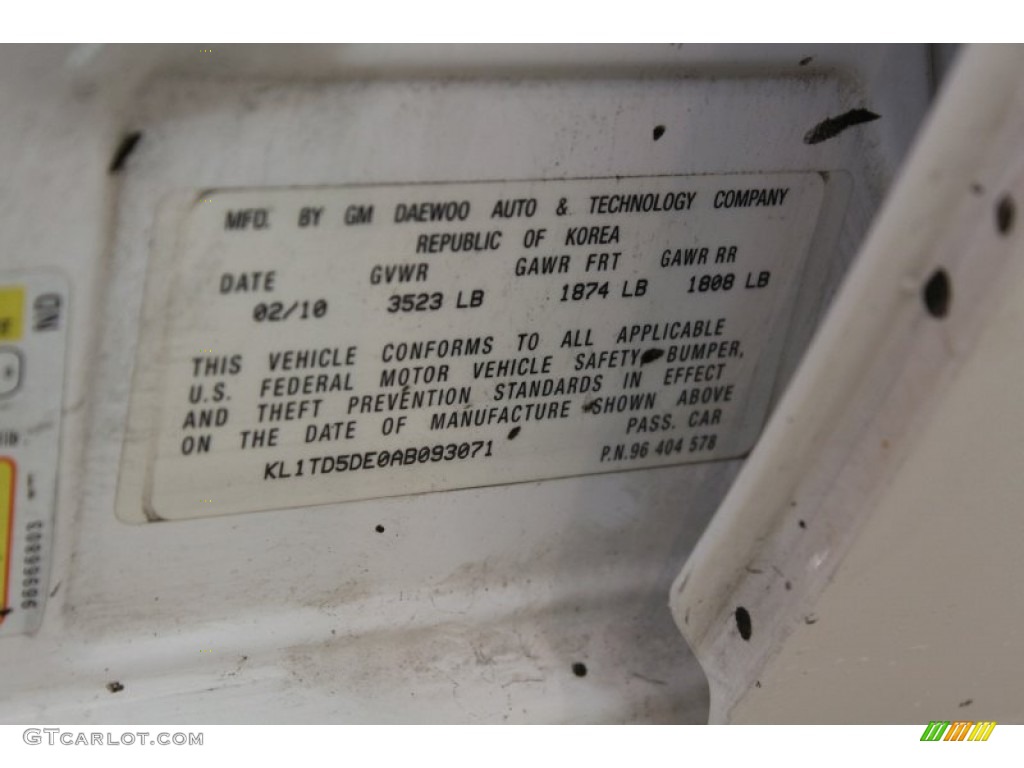 MFD. BY GM DAEWOO AUTO & TECHNOLOGY COMPANY
REPUBLIC OF KOREA
DATE GVWR GAWR FRT GAWR RR
02/10 3523 LB 1874 LB 1808 LB
THIS VEHICLE CONFORMS TO ALL APPLICABLE
U.S. FEDERAL MOTOR VEHICLE SAFETY, BUMPER,
AND THEFT PREVENTION STANDARDS IN EFFECT
ON THE DATE OF MANUFACTURE SHOWN ABOVE
PASS. CAR
KL1TD5DE0AB093071 P.N.96 404 578
ND
96966803
GTcarlot.com